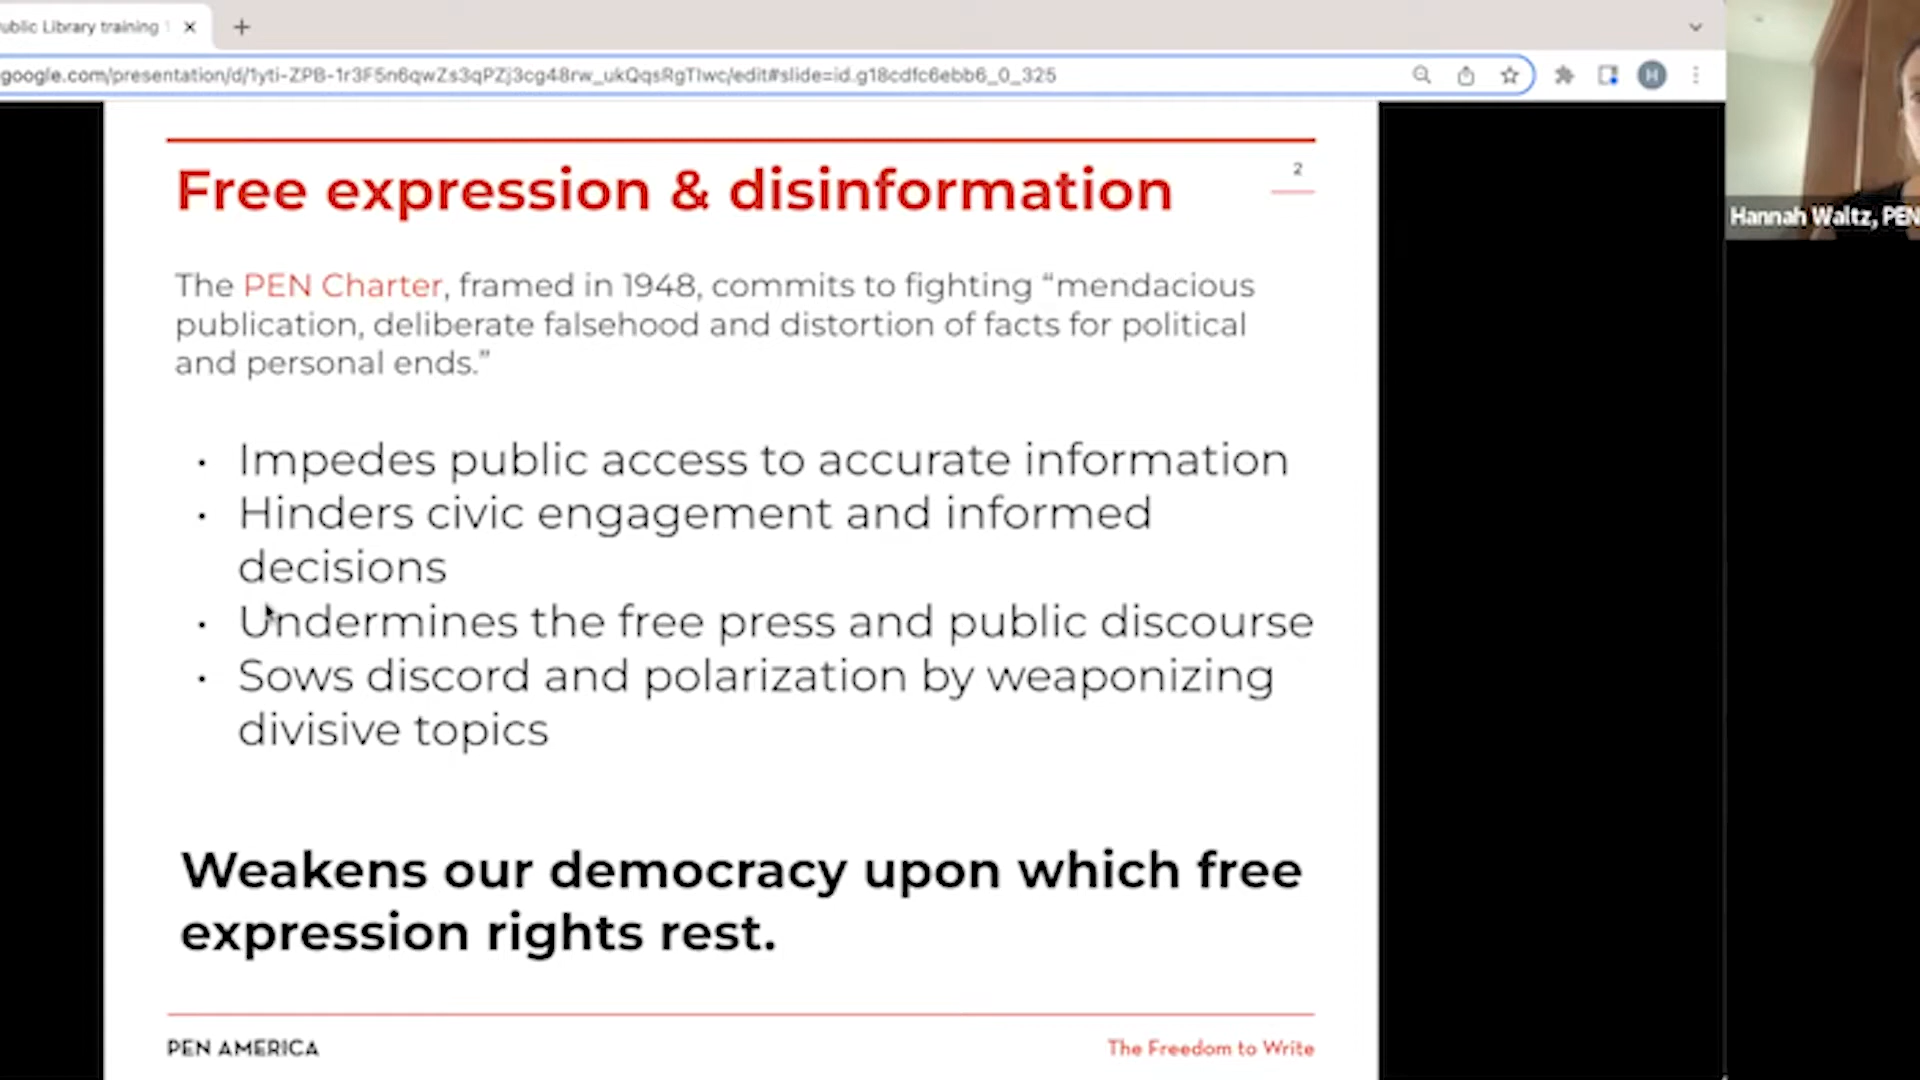 ublic Library training
google.com/presentation/d/1yti-ZPB-1r3F5n6qwZs3qPZj3cg48rw_ukQqsRgTlwc/edit#slide=id.g18cdfc6ebb6_0_325
H
Hannah Waltz, PEN
2
Free expression & disinformation
The PEN Charter, framed in 1948, commits to fighting “mendacious
publication, deliberate falsehood and distortion of facts for political
and personal ends.”
• Impedes public access to accurate information
• Hinders civic engagement and informed
decisions
• Undermines the free press and public discourse
• Sows discord and polarization by weaponizing
divisive topics
Weakens our democracy upon which free
expression rights rest.
PEN AMERICA
The Freedom to Write